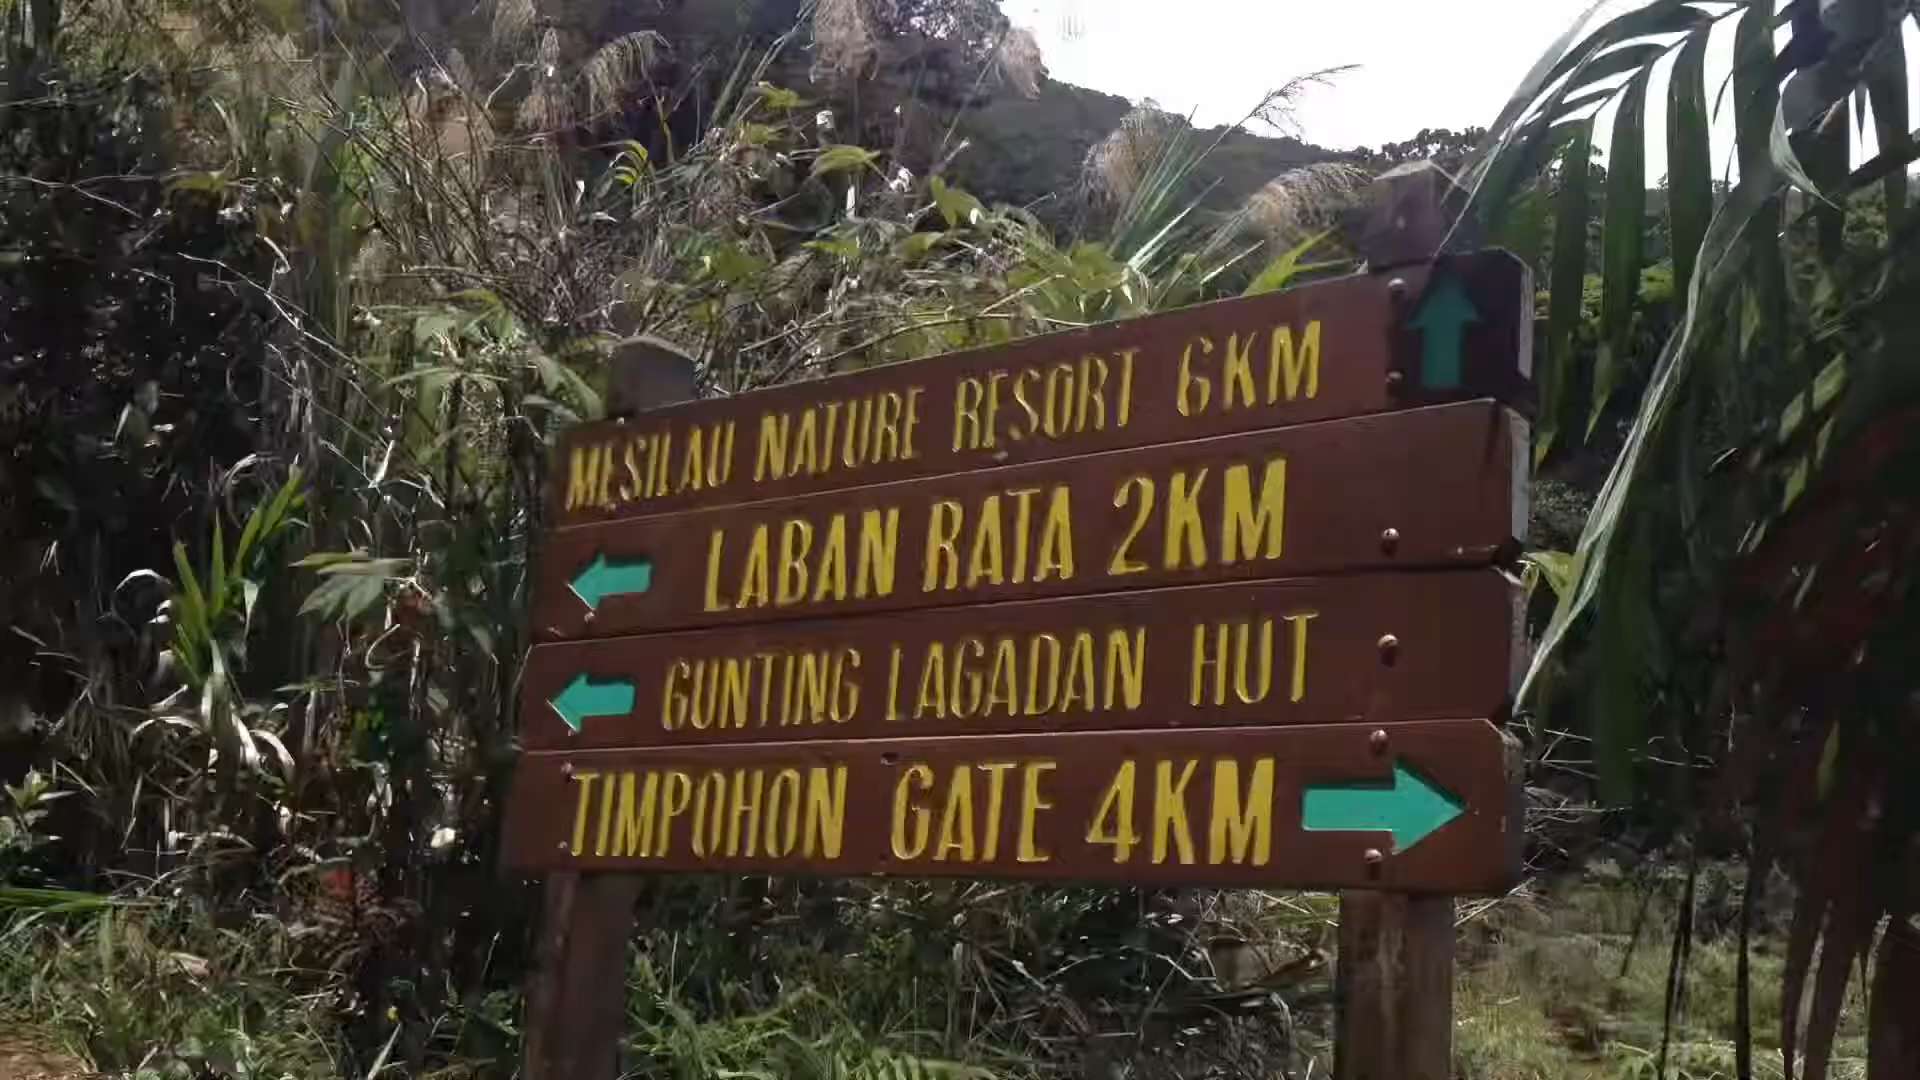 MESILAU NATURE RESORT 6KM
LABAN RATA 2KM
GUNTING LAGADAN HUT
TIMPOHON GATE 4KM